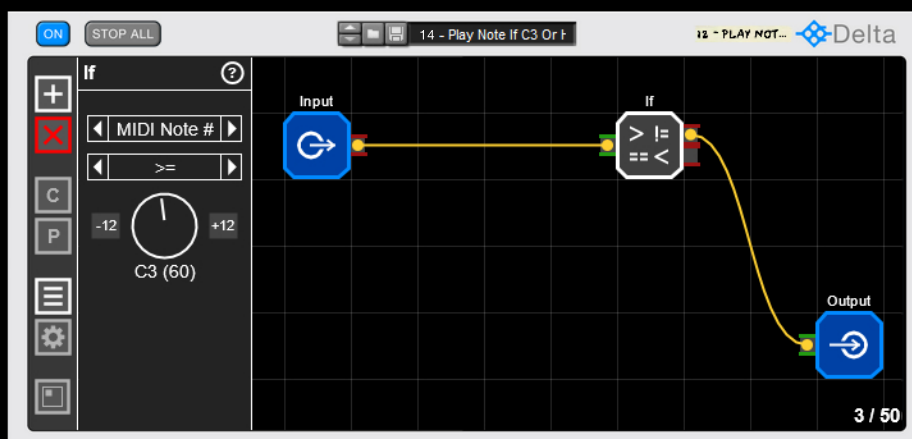 ON
STOP ALL
14 - Play Note If C3 Or H
12 - PLAY NOT...
Delta
If
?
MIDI Note #
>=
-12
+12
C3 (60)
C
P
Input
If
> !=
== <
Output
3 / 50